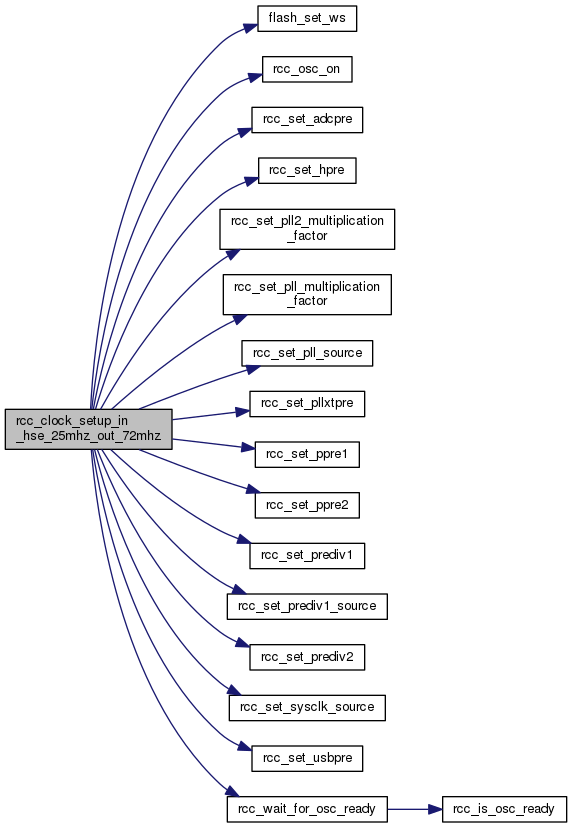 flash_set_ws
rcc_osc_on
rcc_set_adcpre
rcc_set_hpre
rcc_set_pll2_multiplication
_factor
rcc_set_pll_multiplication
_factor
rcc_set_pll_source
rcc_set_pllxtpre
rcc_clock_setup_in
_hse_25mhz_out_72mhz
rcc_set_ppre1
rcc_set_ppre2
rcc_set_prediv1
rcc_set_prediv1_source
rcc_set_prediv2
rcc_set_sysclk_source
rcc_set_usbpre
rcc_wait_for_osc_ready
rcc_is_osc_ready